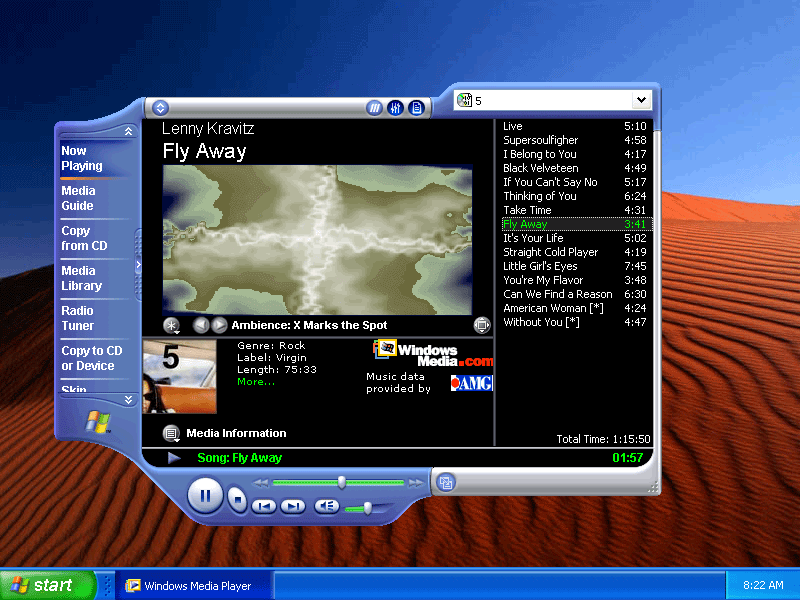 5
Lenny Kravitz
Fly Away
Now
Playing
Media
Guide
Copy
from CD
Media
Library
Radio
Tuner
Copy to CD
or Device
Skin
Live 5:10
Supersoulfigher 4:58
I Belong to You 4:17
Black Velveteen 4:49
If You Can't Say No 5:17
Thinking of You 6:24
Take Time 4:31
Fly Away 3:41
It's Your Life 5:02
Straight Cold Player 4:19
Little Girl's Eyes 7:45
You're My Flavor 3:48
Can We Find a Reason 6:30
American Woman [*] 4:24
Without You [*] 4:47
Ambience: X Marks the Spot
5
Genre: Rock
Label: Virgin
Length: 75:33
More...
Windows
Media.com
Music data
provided by
AMG
Media Information
Total Time: 1:15:50
Song: Fly Away 01:57
start
Windows Media Player
8:22 AM